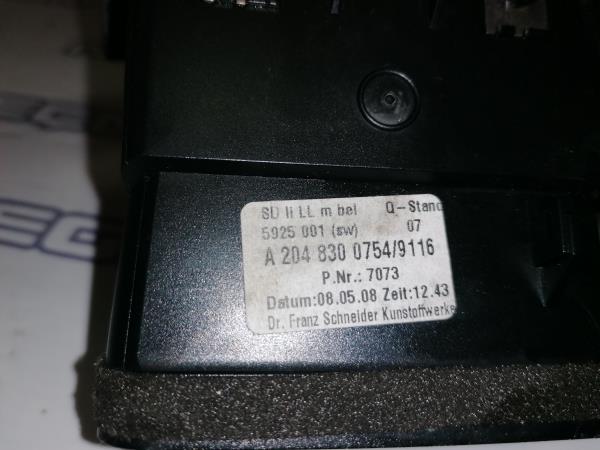 SD li LL m bel Q-Stand
5925 001 (sw) 07
A 204 830 0754/9116
P.Nr.: 7073
Datum:08.05.08 Zeit:12.43
Dr. Franz Schneider Kunstoffwerke